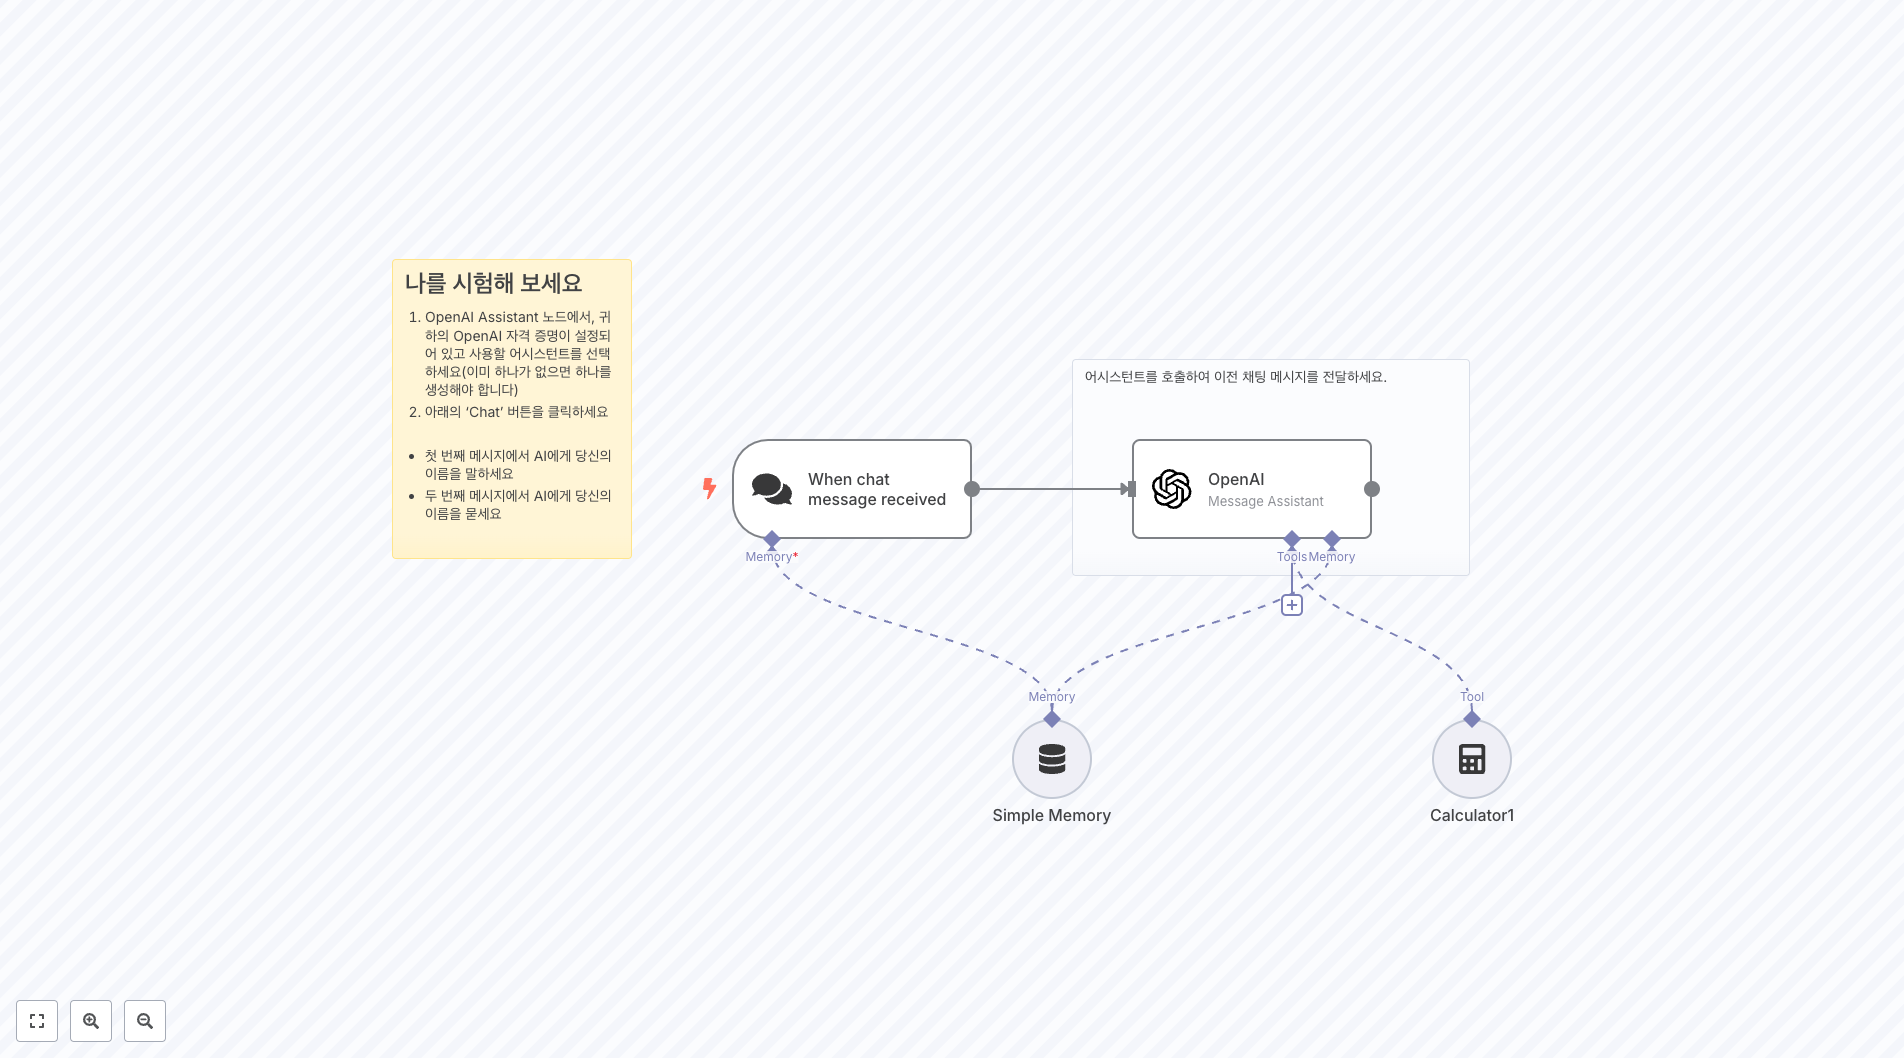 나를 시험해 보세요
1. OpenAI Assistant 노드에서, 귀
하의 OpenAI 자격 증명이 설정되
어 있고 사용할 어시스턴트를 선택
하세요(이미 하나가 없으면 하나를
생성해야 합니다)
2. 아래의 ‘Chat’ 버튼을 클릭하세요
• 첫 번째 메시지에서 AI에게 당신의
이름을 말하세요
• 두 번째 메시지에서 AI에게 당신의
이름을 묻세요
어시스턴트를 호출하여 이전 채팅 메시지를 전달하세요.
When chat
message received
OpenAI
Message Assistant
Memory*
Tools
Memory
Memory
Tool
Simple Memory
Calculator1